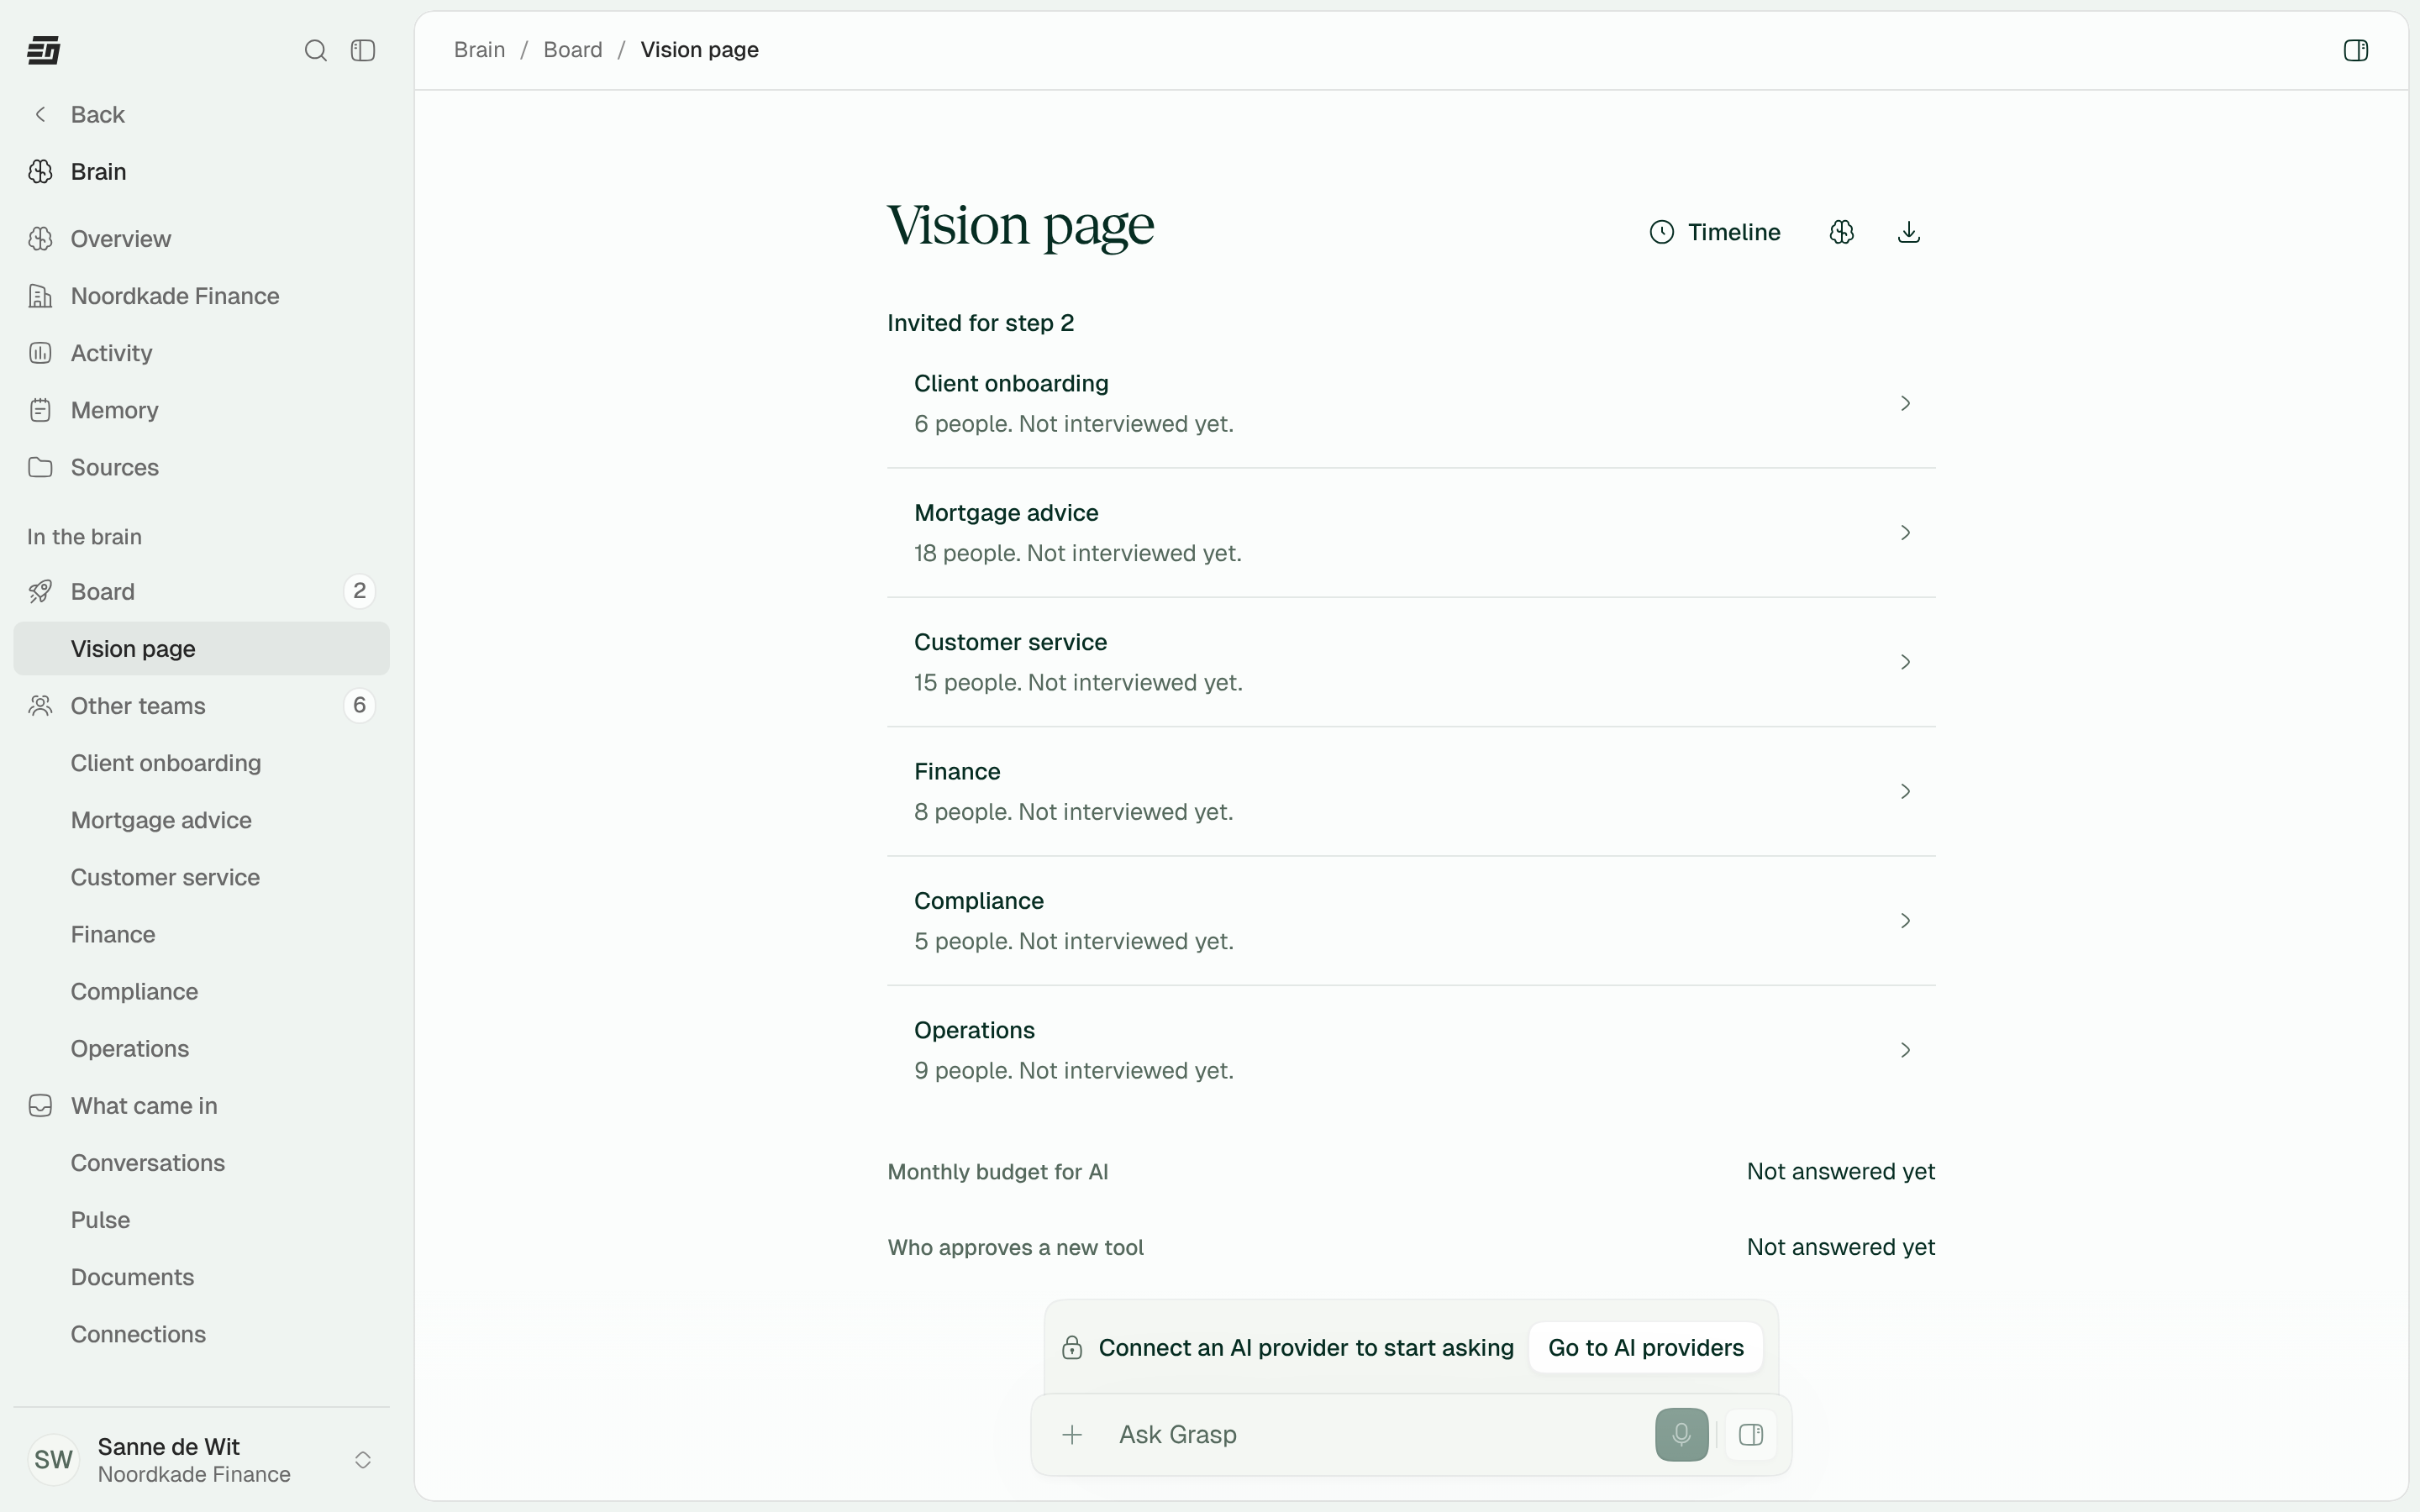 Back
Brain
Overview
Noordkade Finance
Activity
Memory
Sources
In the brain
Board 2
Vision page
Other teams 6
Client onboarding
Mortgage advice
Customer service
Finance
Compliance
Operations
What came in
Conversations
Pulse
Documents
Connections
SW
Sanne de Wit
Noordkade Finance
Brain / Board / Vision page
Vision page
Timeline
Invited for step 2
Client onboarding
6 people. Not interviewed yet.
Mortgage advice
18 people. Not interviewed yet.
Customer service
15 people. Not interviewed yet.
Finance
8 people. Not interviewed yet.
Compliance
5 people. Not interviewed yet.
Operations
9 people. Not interviewed yet.
Monthly budget for AI Not answered yet
Who approves a new tool Not answered yet
Connect an AI provider to start asking Go to AI providers
Ask Grasp